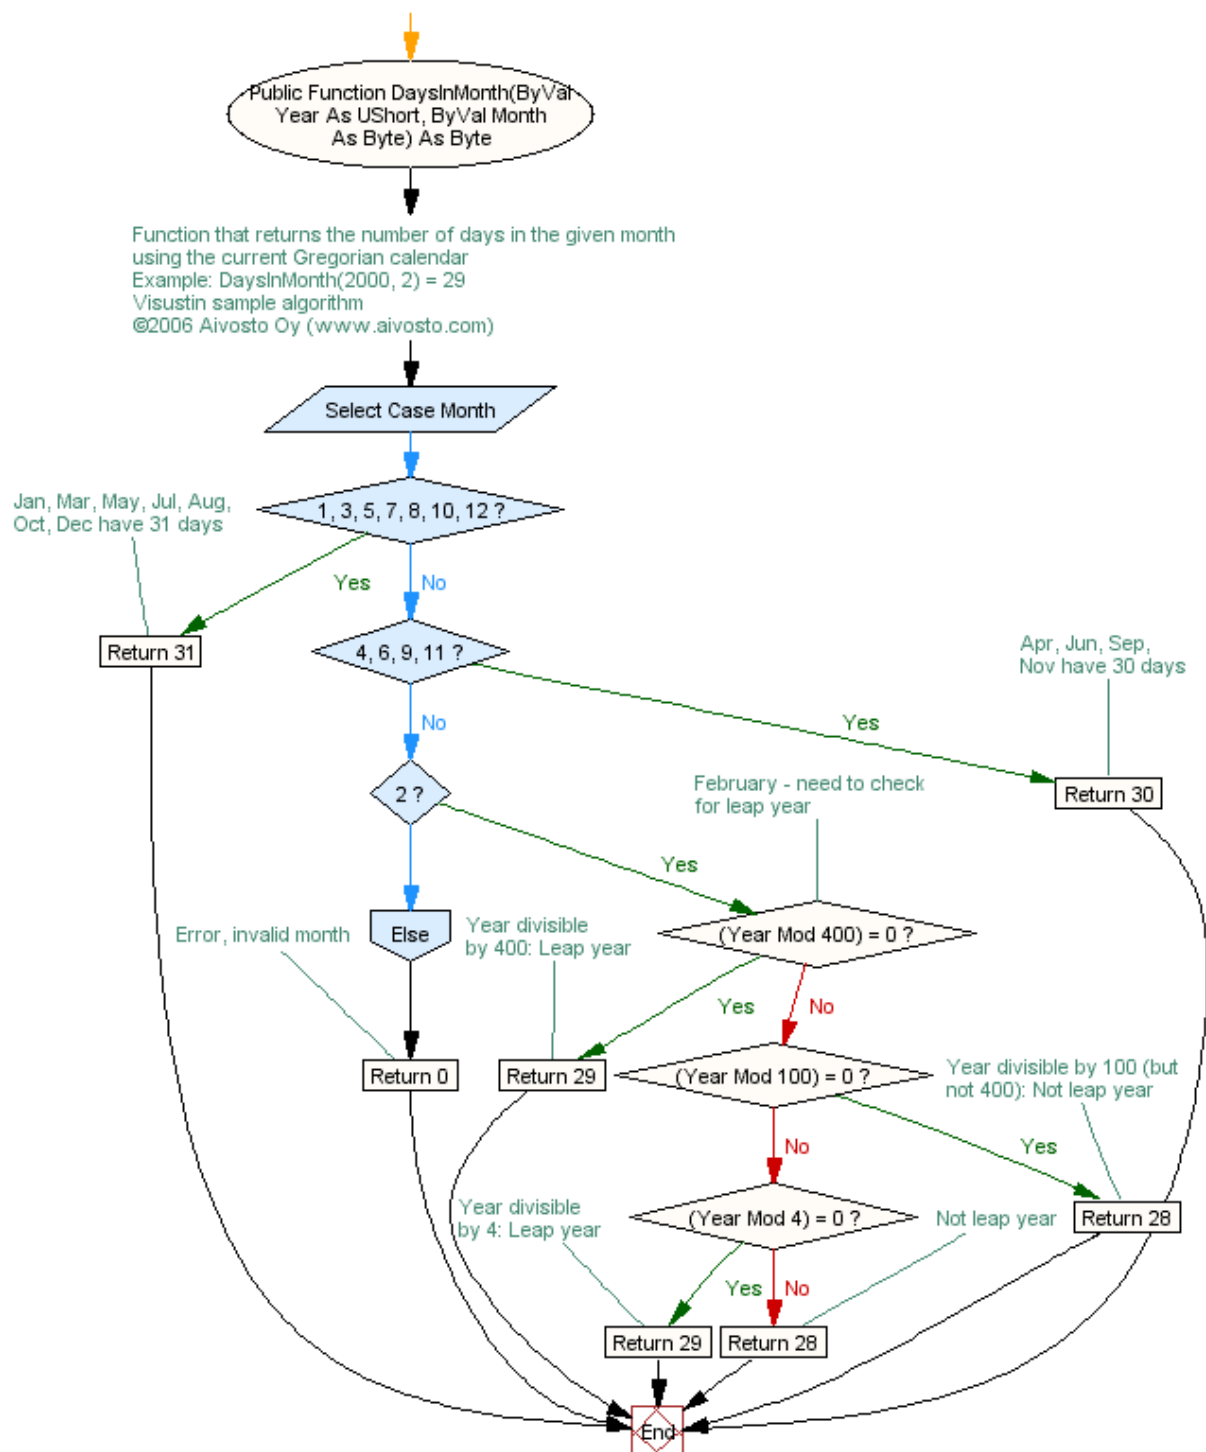 Public Function DaysInMonth(ByVal
Year As UShort, ByVal Month
As Byte) As Byte
Function that returns the number of days in the given month
using the current Gregorian calendar
Example: DaysInMonth(2000, 2) = 29
Visustin sample algorithm
©2006 Aivosto Oy (www.aivosto.com)
Select Case Month
Jan, Mar, May, Jul, Aug,
Oct, Dec have 31 days
1, 3, 5, 7, 8, 10, 12 ?
Yes
No
Return 31
4, 6, 9, 11 ?
Apr, Jun, Sep,
Nov have 30 days
No
Yes
2 ?
February - need to check
for leap year
Return 30
Yes
Error, invalid month
Else
Year divisible
by 400: Leap year
(Year Mod 400) = 0 ?
Yes
No
Return 0
Return 29
(Year Mod 100) = 0 ?
Year divisible by 100 (but
not 400): Not leap year
No
Yes
Year divisible
by 4: Leap year
(Year Mod 4) = 0 ?
Not leap year
Return 28
Yes
No
Return 29
Return 28
End